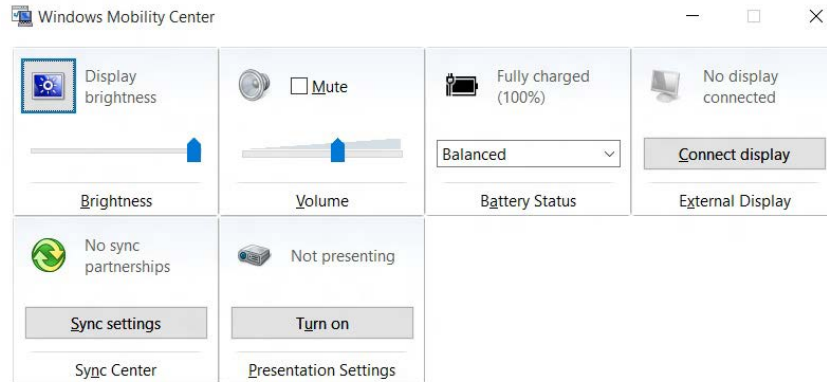 Windows Mobility Center
Display
brightness
Brightness
Mute
Volume
Fully charged
(100%)
Balanced
Battery Status
No display
connected
Connect display
External Display
No sync
partnerships
Sync settings
Sync Center
Not presenting
Turn on
Presentation Settings